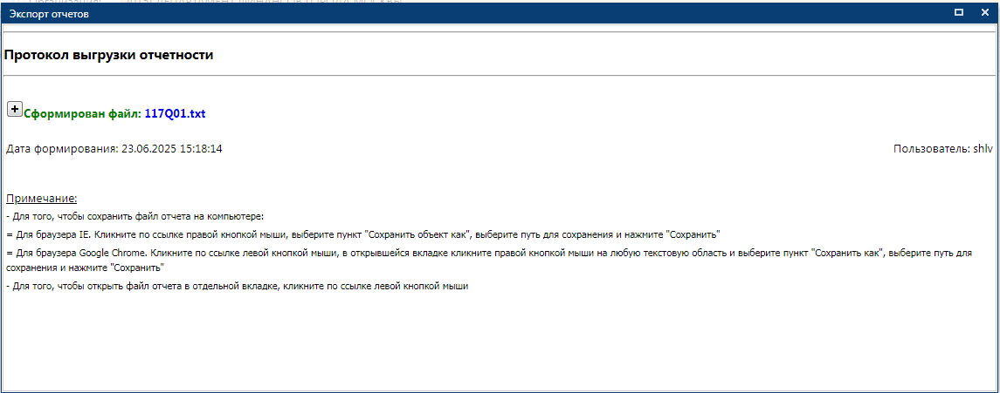 Экспорт отчетов
Протокол выгрузки отчетности
+ Сформирован файл: 117Q01.txt
Дата формирования: 23.06.2025 15:18:14 Пользователь: shlv
Примечание:
- Для того, чтобы сохранить файл отчета на компьютере:
= Для браузера IE. Кликните по ссылке правой кнопкой мыши, выберите пункт "Сохранить объект как", выберите путь для сохранения и нажмите "Сохранить"
= Для браузера Google Chrome. Кликните по ссылке левой кнопкой мыши, в открывшейся вкладке кликните правой кнопкой мыши на любую текстовую область и выберите пункт "Сохранить как", выберите путь для
сохранения и нажмите "Сохранить"
- Для того, чтобы открыть файл отчета в отдельной вкладке, кликните по ссылке левой кнопкой мыши